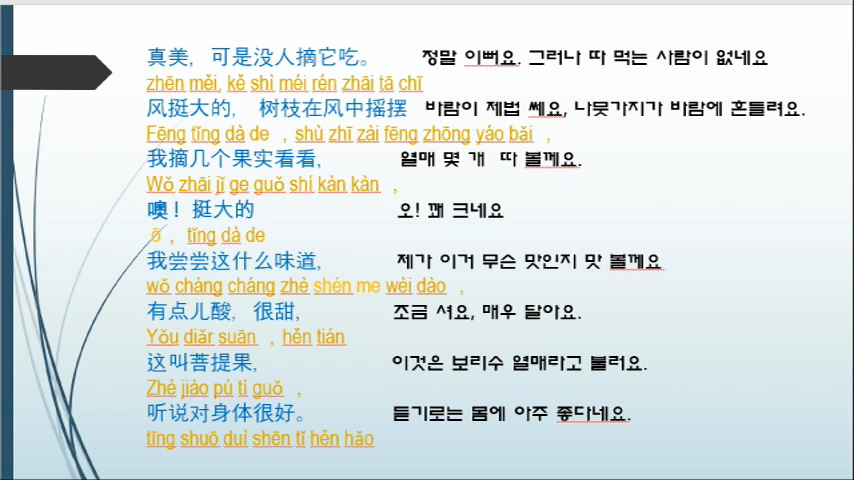 真美，可是没人摘它吃。 정말 이뻐요. 그러나 따 먹는 사람이 없네요
zhēn měi, kě shì méi rén zhāi tā chī
风挺大的， 树枝在风中摇摆 바람이 제법 쎄요, 나뭇가지가 바람에 흔들려요.
Fēng tǐng dà de ，shù zhī zài fēng zhōng yáo bǎi ，
我摘几个果实看看， 열매 몇 개 따 볼께요.
Wǒ zhāi jǐ ge guǒ shí kàn kàn ，
噢！挺大的 오! 꽤 크네요
ō ，tǐng dà de
我尝尝这什么味道， 제가 이거 무슨 맛인지 맛 볼께요
wǒ cháng cháng zhè shén me wèi dào ，
有点儿酸，很甜， 조금 셔요, 매우 달아요.
Yǒu diǎr suān ，hěn tián
这叫菩提果， 이것은 보리수 열매라고 불러요.
Zhè jiào pú tí guǒ ，
听说对身体很好。 듣기로는 몸에 아주 좋다네요.
tīng shuō duì shēn tǐ hěn hǎo